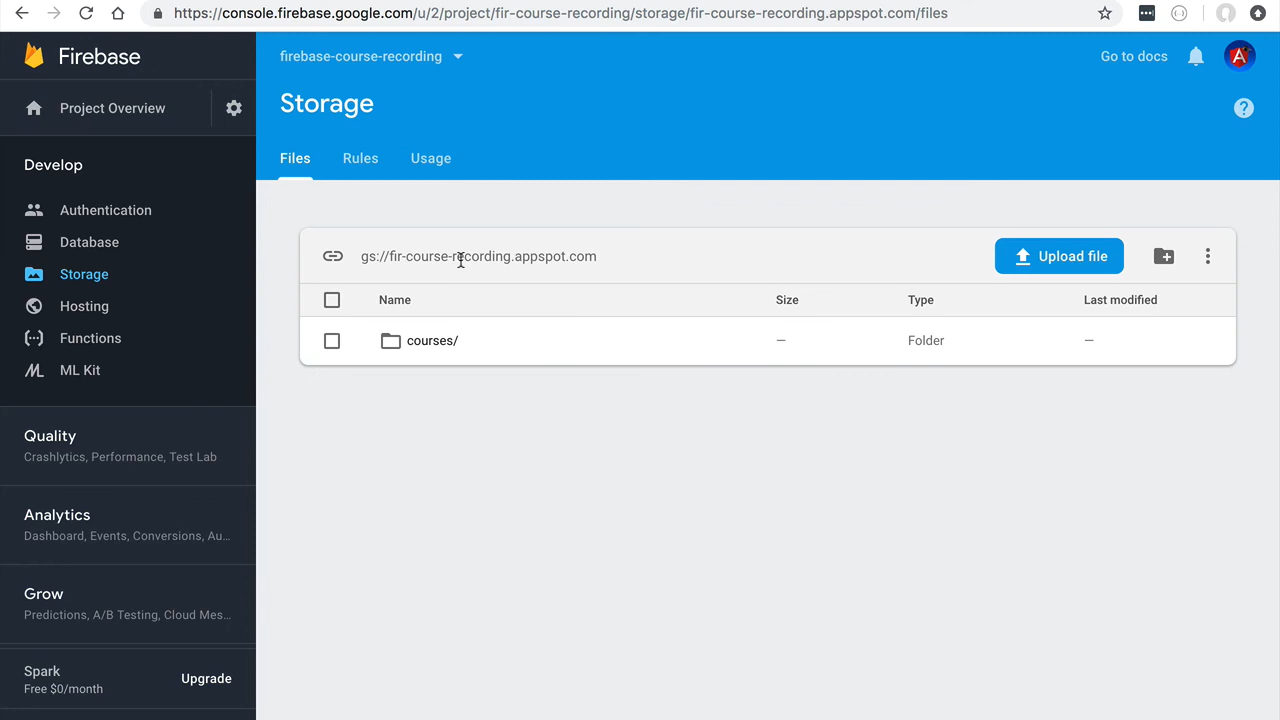 https://console.firebase.google.com/u/2/project/fir-course-recording/storage/fir-course-recording.appspot.com/files
Firebase
firebase-course-recording
Go to docs
Project Overview
Storage
Develop
Files Rules Usage
Authentication
Database
Storage
Hosting
Functions
ML Kit
gs://fir-course-recording.appspot.com
Upload file
Name Size Type Last modified
courses/ — Folder —
Quality
Crashlytics, Performance, Test Lab
Analytics
Dashboard, Events, Conversions, Au...
Grow
Predictions, A/B Testing, Cloud Mes...
Spark
Free $0/month
Upgrade